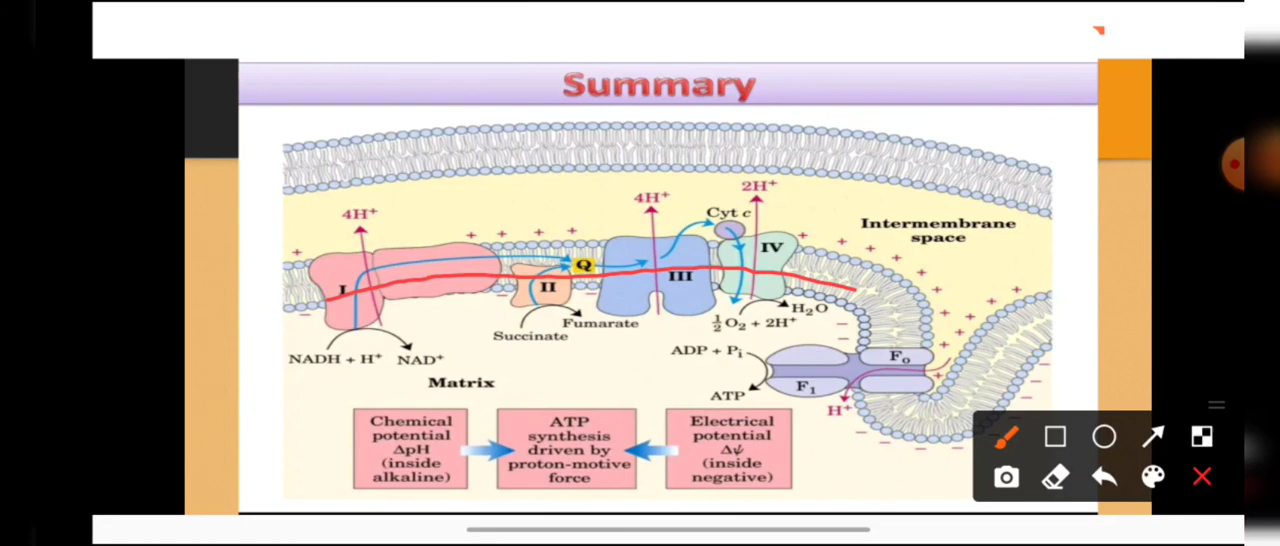 Summary
4H⁺
4H⁺
2H⁺
Cyt c
Intermembrane
space
+ + + + + + + + + + + + + + +
I
Q
II
III
IV
Succinate
Fumarate
½O₂ + 2H⁺
H₂O
NADH + H⁺
NAD⁺
ADP + Pᵢ
ATP
F₁
Fₒ
H⁺
Matrix
Chemical
potential
ΔpH
(inside
alkaline)
ATP
synthesis
driven by
proton-motive
force
Electrical
potential
Δψ
(inside
negative)